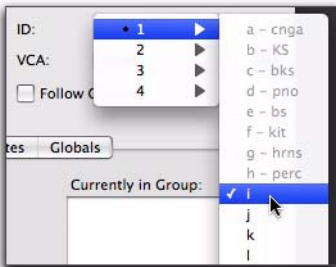 ID:
1
a – cnga
2
b – KS
VCA:
3
c – bks
4
d – pno
Follow
e – bs
f – kit
tes
Globals
g – hrns
h – perc
Currently in Group:
✓ i
j
k
l